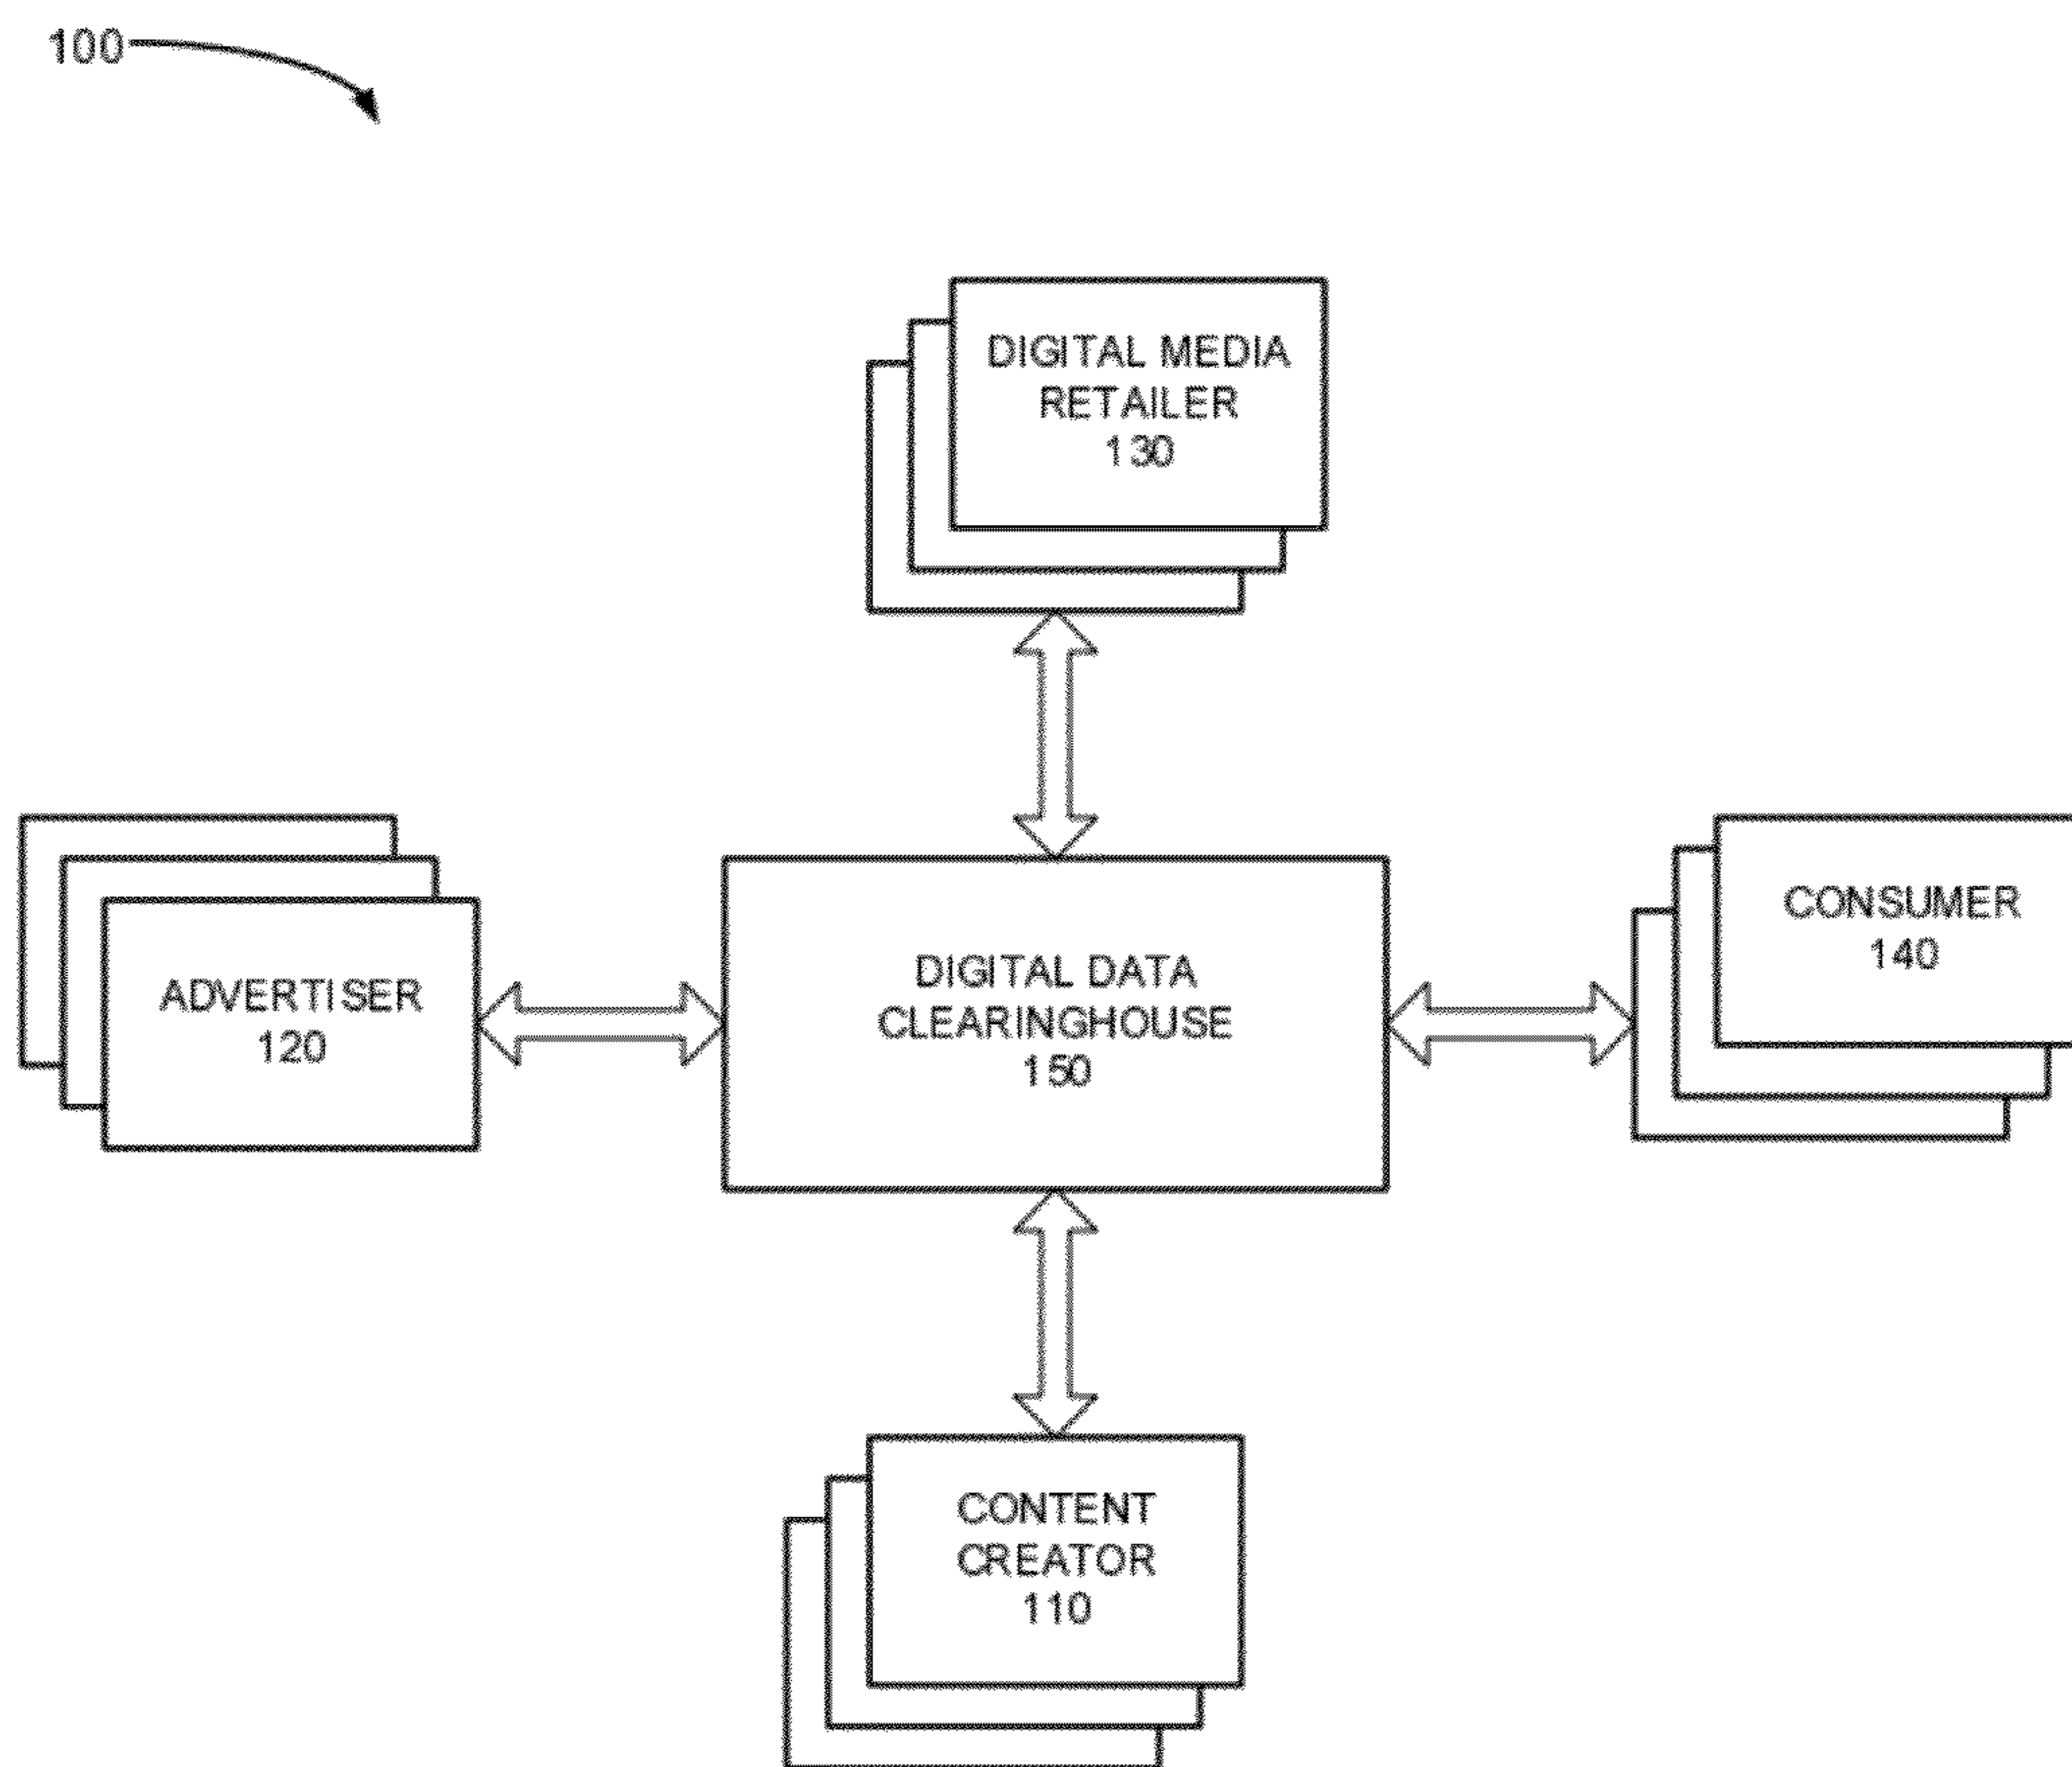 100
DIGITAL MEDIA
RETAILER
130
ADVERTISER
120
DIGITAL DATA
CLEARINGHOUSE
150
CONSUMER
140
CONTENT
CREATOR
110